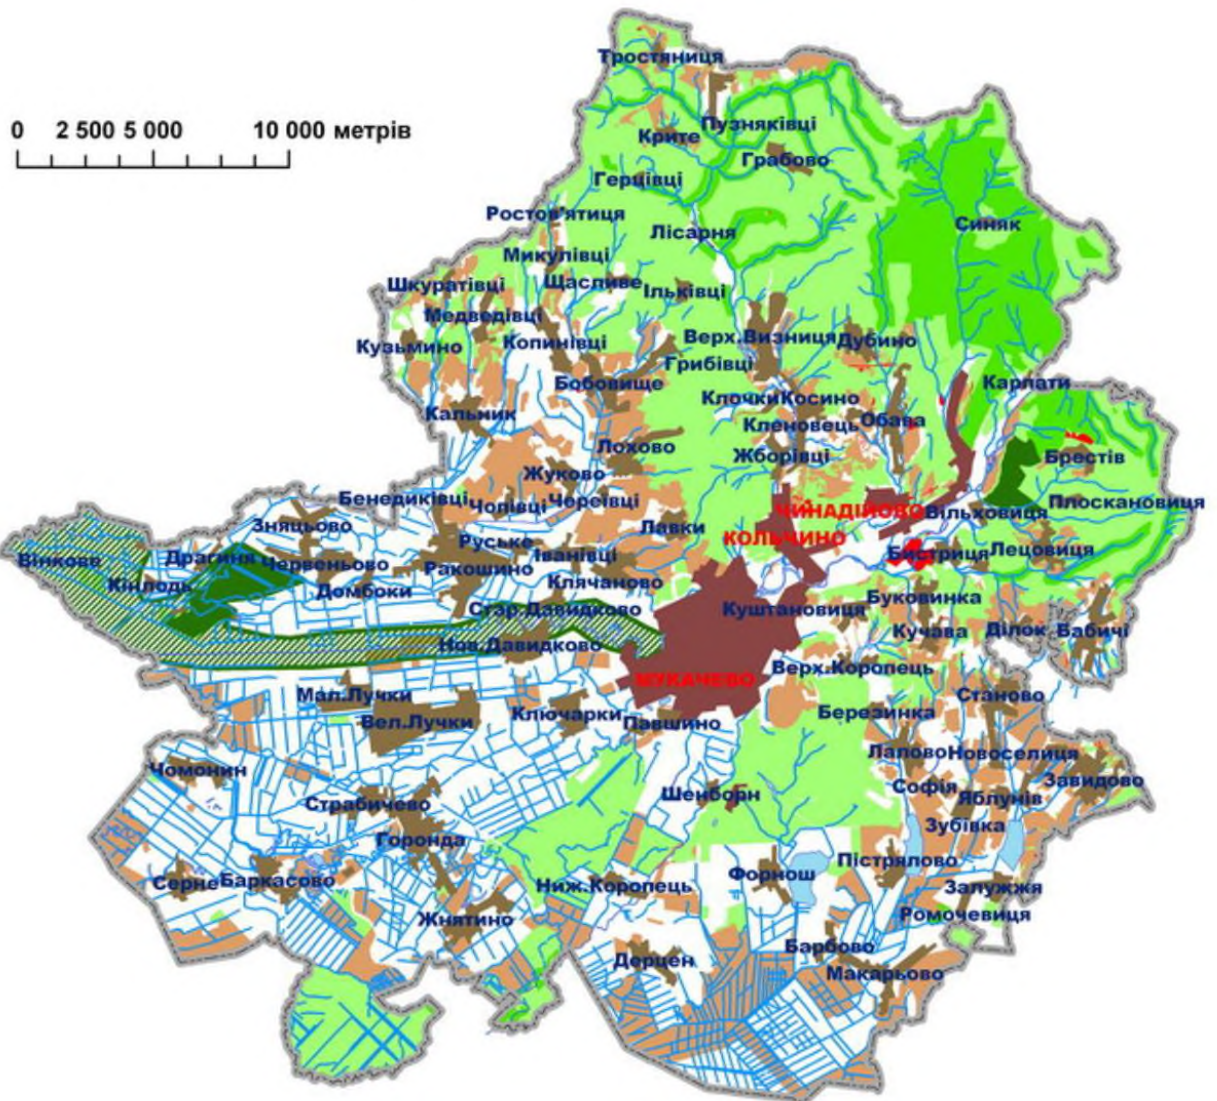 Тростяниця
0 2 500 5 000 10 000 метрів
Пузняківці
Крите
Грабово
Герцівці
Ростов'ятиця
Лісарня
Синяк
Микулівці
Шкуратівці
Щасливе
Ільківці
Медведівці
Копинівці
Верх.Визниця
Дубино
Кузьмино
Грибівці
Бобовище
Карпати
Клочки
Косино
Кальник
Кленовець
Обава
Лохово
Жборівці
Брестів
Жуково
Бенедиківці
Чопівці
Череівці
Плоскановиця
ЧИНАДІЙОВО
Вільховиця
Зняцьово
Лавки
КОЛЬЧИНО
Руське
Іванівці
Бистриця
Лецовиця
Вінкове
Драгиня
Червеньово
Ракошино
Клячаново
Кінлодь
Домбоки
Буковинка
Стар.Давидково
Куштановиця
Кучава
Ділок
Бабичі
Нов.Давидково
Верх.Коропець
МУКАЧЕВО
Мал.Лучки
Станово
Вел.Лучки
Ключарки
Павшино
Березинка
Лалово
Новоселиця
Чомонин
Завидово
Софія
Шенборн
Яблунів
Страбичево
Зубівка
Горонда
Пістрялово
Форнош
Серне
Баркасово
Ниж.Коропець
Залужжя
Жнятино
Ромочевиця
Барбово
Дерцен
Макарьово